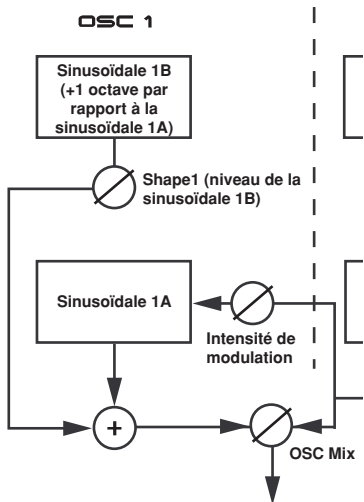 OSC 1
Sinusoïdale 1B
(+1 octave par
rapport à la
sinusoïdale 1A)
Shape1 (niveau de la
sinusoïdale 1B)
Sinusoïdale 1A
Intensité de
modulation
+
OSC Mix